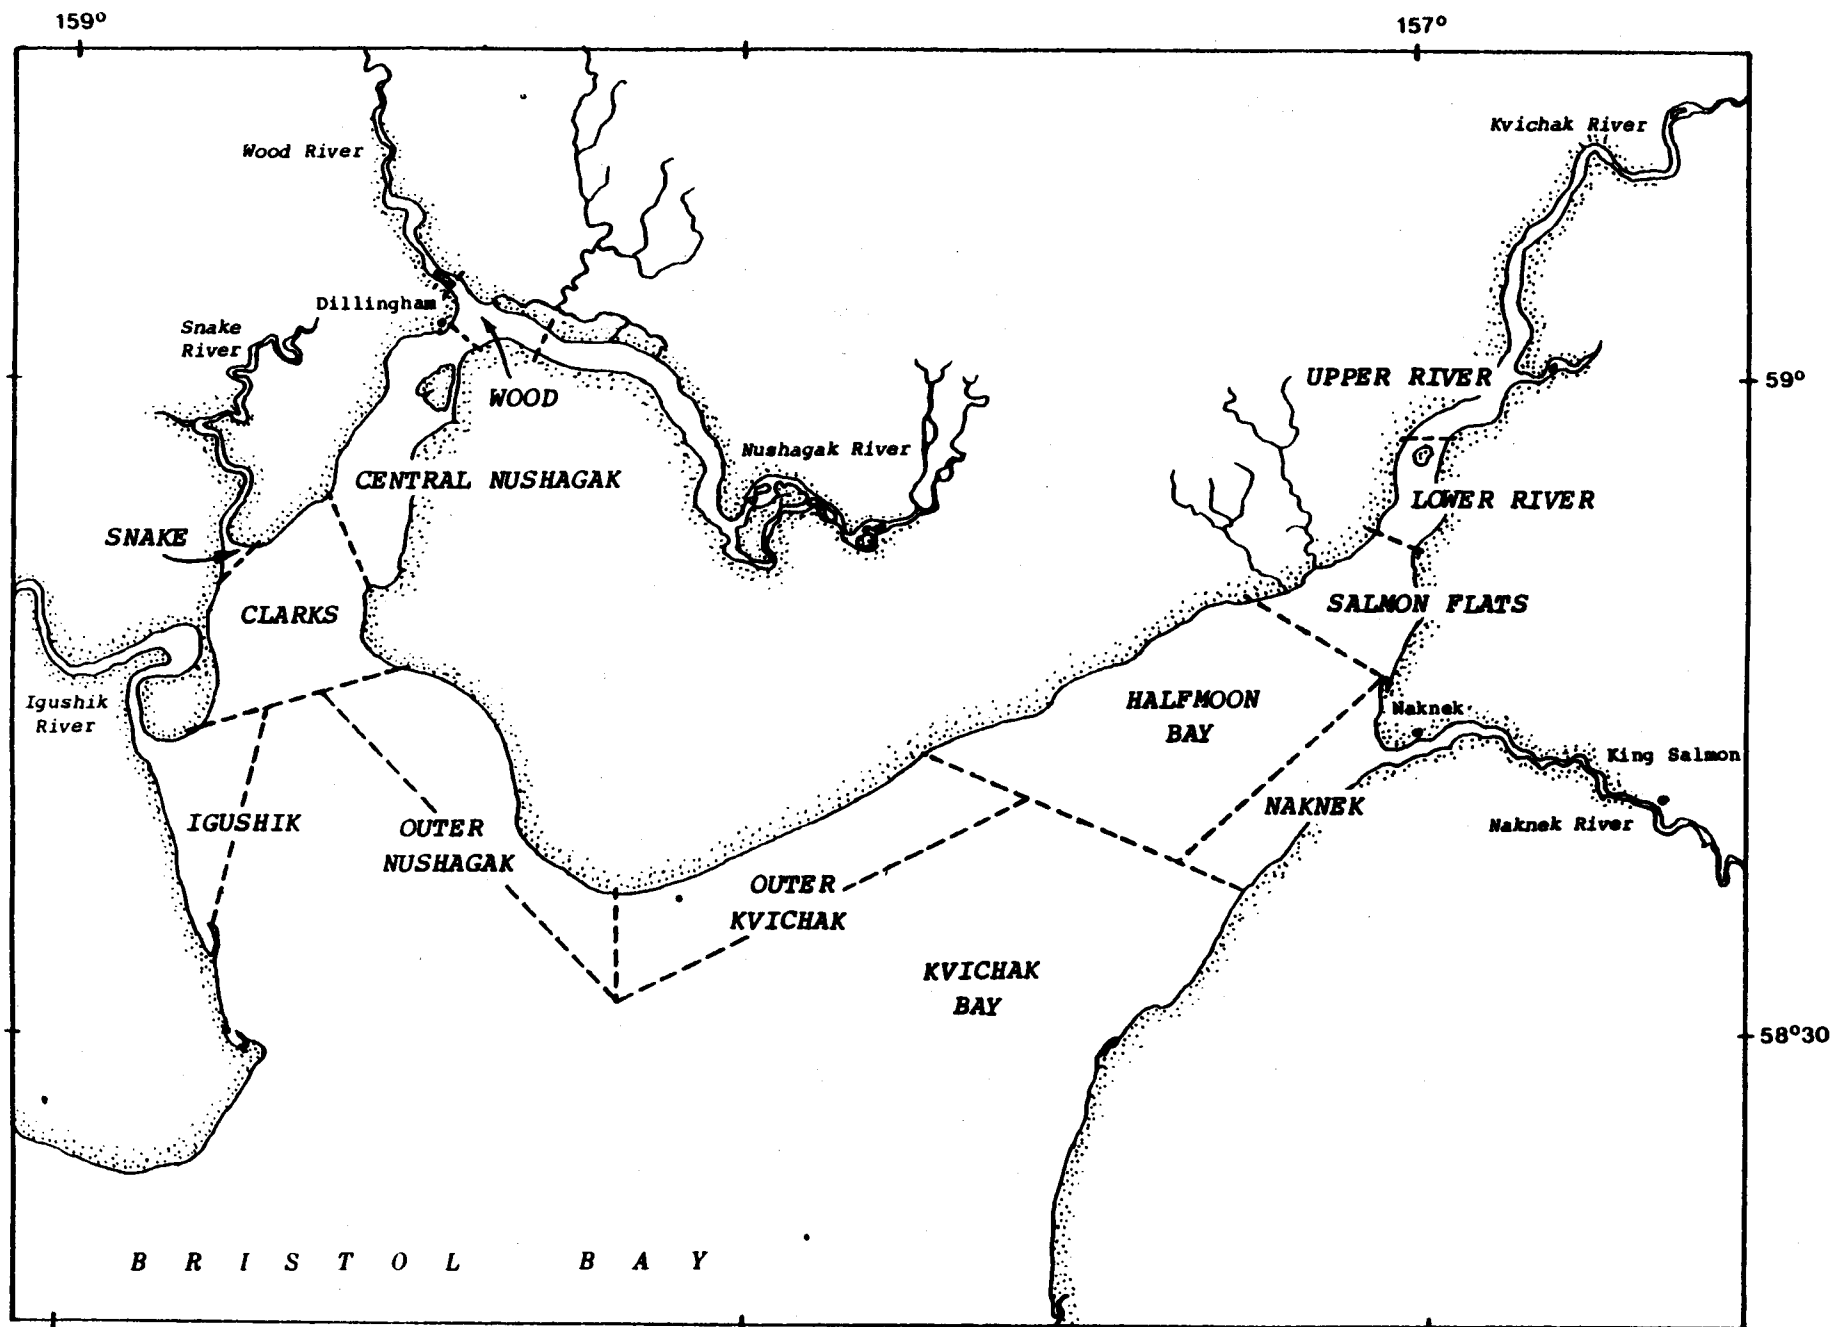 159°
157°
Kvichak River
Wood River
Dillingham
Snake
River
UPPER RIVER
59°
WOOD
Nushagak River
CENTRAL NUSHAGAK
LOWER RIVER
SNAKE
CLARKS
SALMON FLATS
Igushik
River
HALFMOON
BAY
Naknek
King Salmon
NAKNEK
Naknek River
IGUSHIK
OUTER
NUSHAGAK
OUTER
KVICHAK
KVICHAK
BAY
58°30
BRISTOL BAY